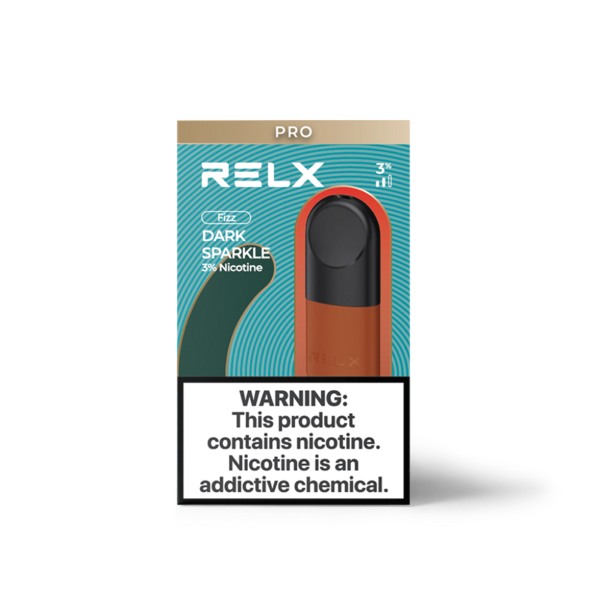 PRO
RELX
3%
Fizz
DARK
SPARKLE
3% Nicotine
RELX
WARNING:
This product
contains nicotine.
Nicotine is an
addictive chemical.